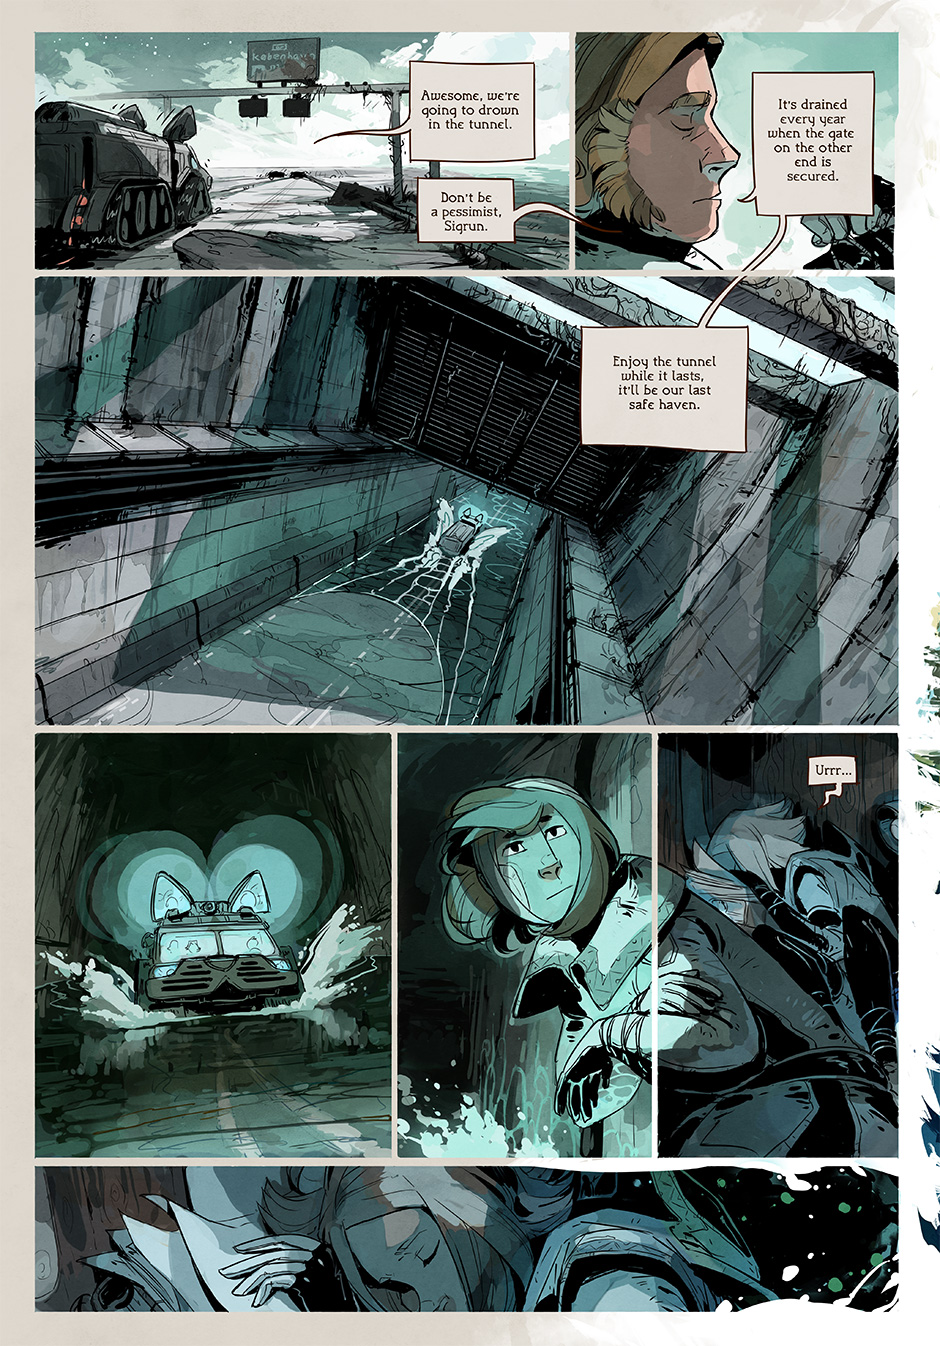 københavn
Awesome, we're
going to drown
in the tunnel.
Don't be
a pessimist,
Sigrun.
It's drained
every year
when the gate
on the other
end is
secured.
Enjoy the tunnel
while it lasts,
it'll be our last
safe haven.
Urrr...